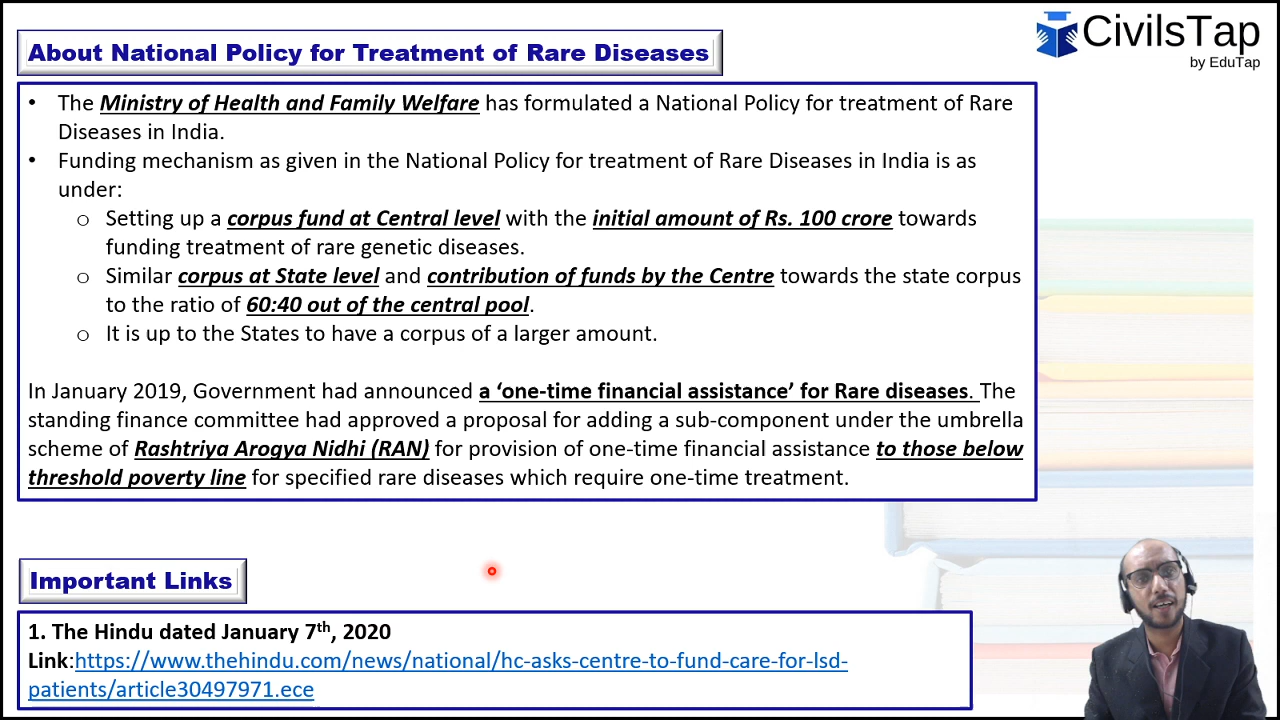 CivilsTap
by EduTap
About National Policy for Treatment of Rare Diseases
• The Ministry of Health and Family Welfare has formulated a National Policy for treatment of Rare
Diseases in India.
• Funding mechanism as given in the National Policy for treatment of Rare Diseases in India is as
under:
o Setting up a corpus fund at Central level with the initial amount of Rs. 100 crore towards
funding treatment of rare genetic diseases.
o Similar corpus at State level and contribution of funds by the Centre towards the state corpus
to the ratio of 60:40 out of the central pool.
o It is up to the States to have a corpus of a larger amount.
In January 2019, Government had announced a ‘one-time financial assistance’ for Rare diseases. The
standing finance committee had approved a proposal for adding a sub-component under the umbrella
scheme of Rashtriya Arogya Nidhi (RAN) for provision of one-time financial assistance to those below
threshold poverty line for specified rare diseases which require one-time treatment.
Important Links
1. The Hindu dated January 7th, 2020
Link:https://www.thehindu.com/news/national/hc-asks-centre-to-fund-care-for-lsd-
patients/article30497971.ece